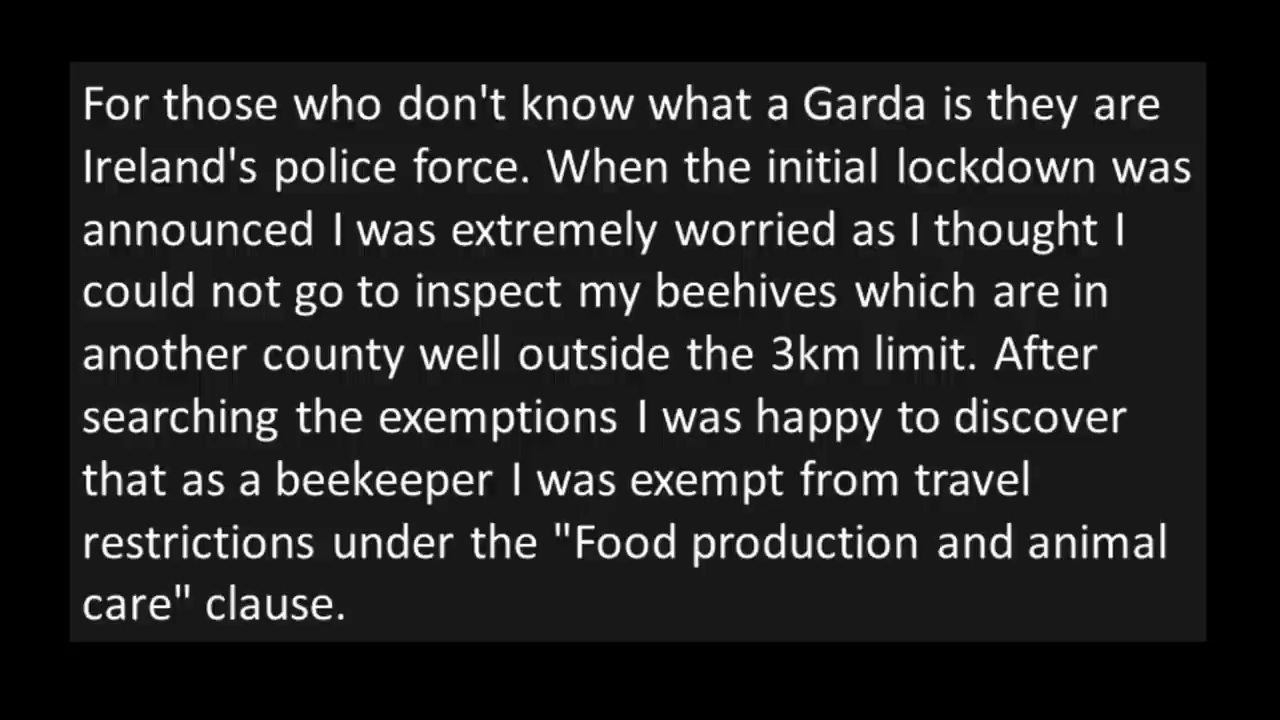 For those who don't know what a Garda is they are
Ireland's police force. When the initial lockdown was
announced I was extremely worried as I thought I
could not go to inspect my beehives which are in
another county well outside the 3km limit. After
searching the exemptions I was happy to discover
that as a beekeeper I was exempt from travel
restrictions under the "Food production and animal
care" clause.